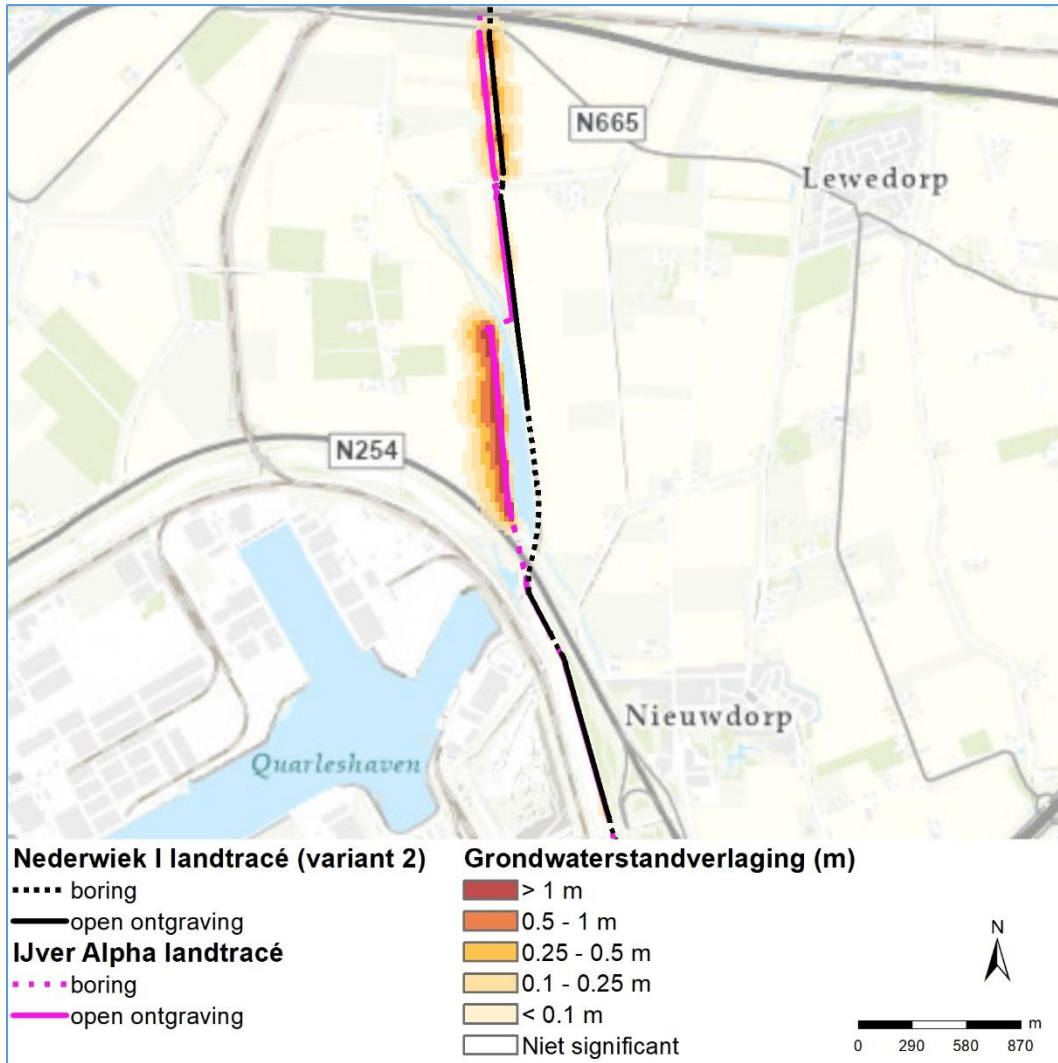 N665
Lewedorp
N254
Nieuwdorp
Quarleshaven
Nederwiek I landtracé (variant 2)
boring
open ontgraving
IJver Alpha landtracé
boring
open ontgraving
Grondwaterstandverlaging (m)
> 1 m
0.5 - 1 m
0.25 - 0.5 m
0.1 - 0.25 m
< 0.1 m
Niet significant
N
m
0 290 580 870